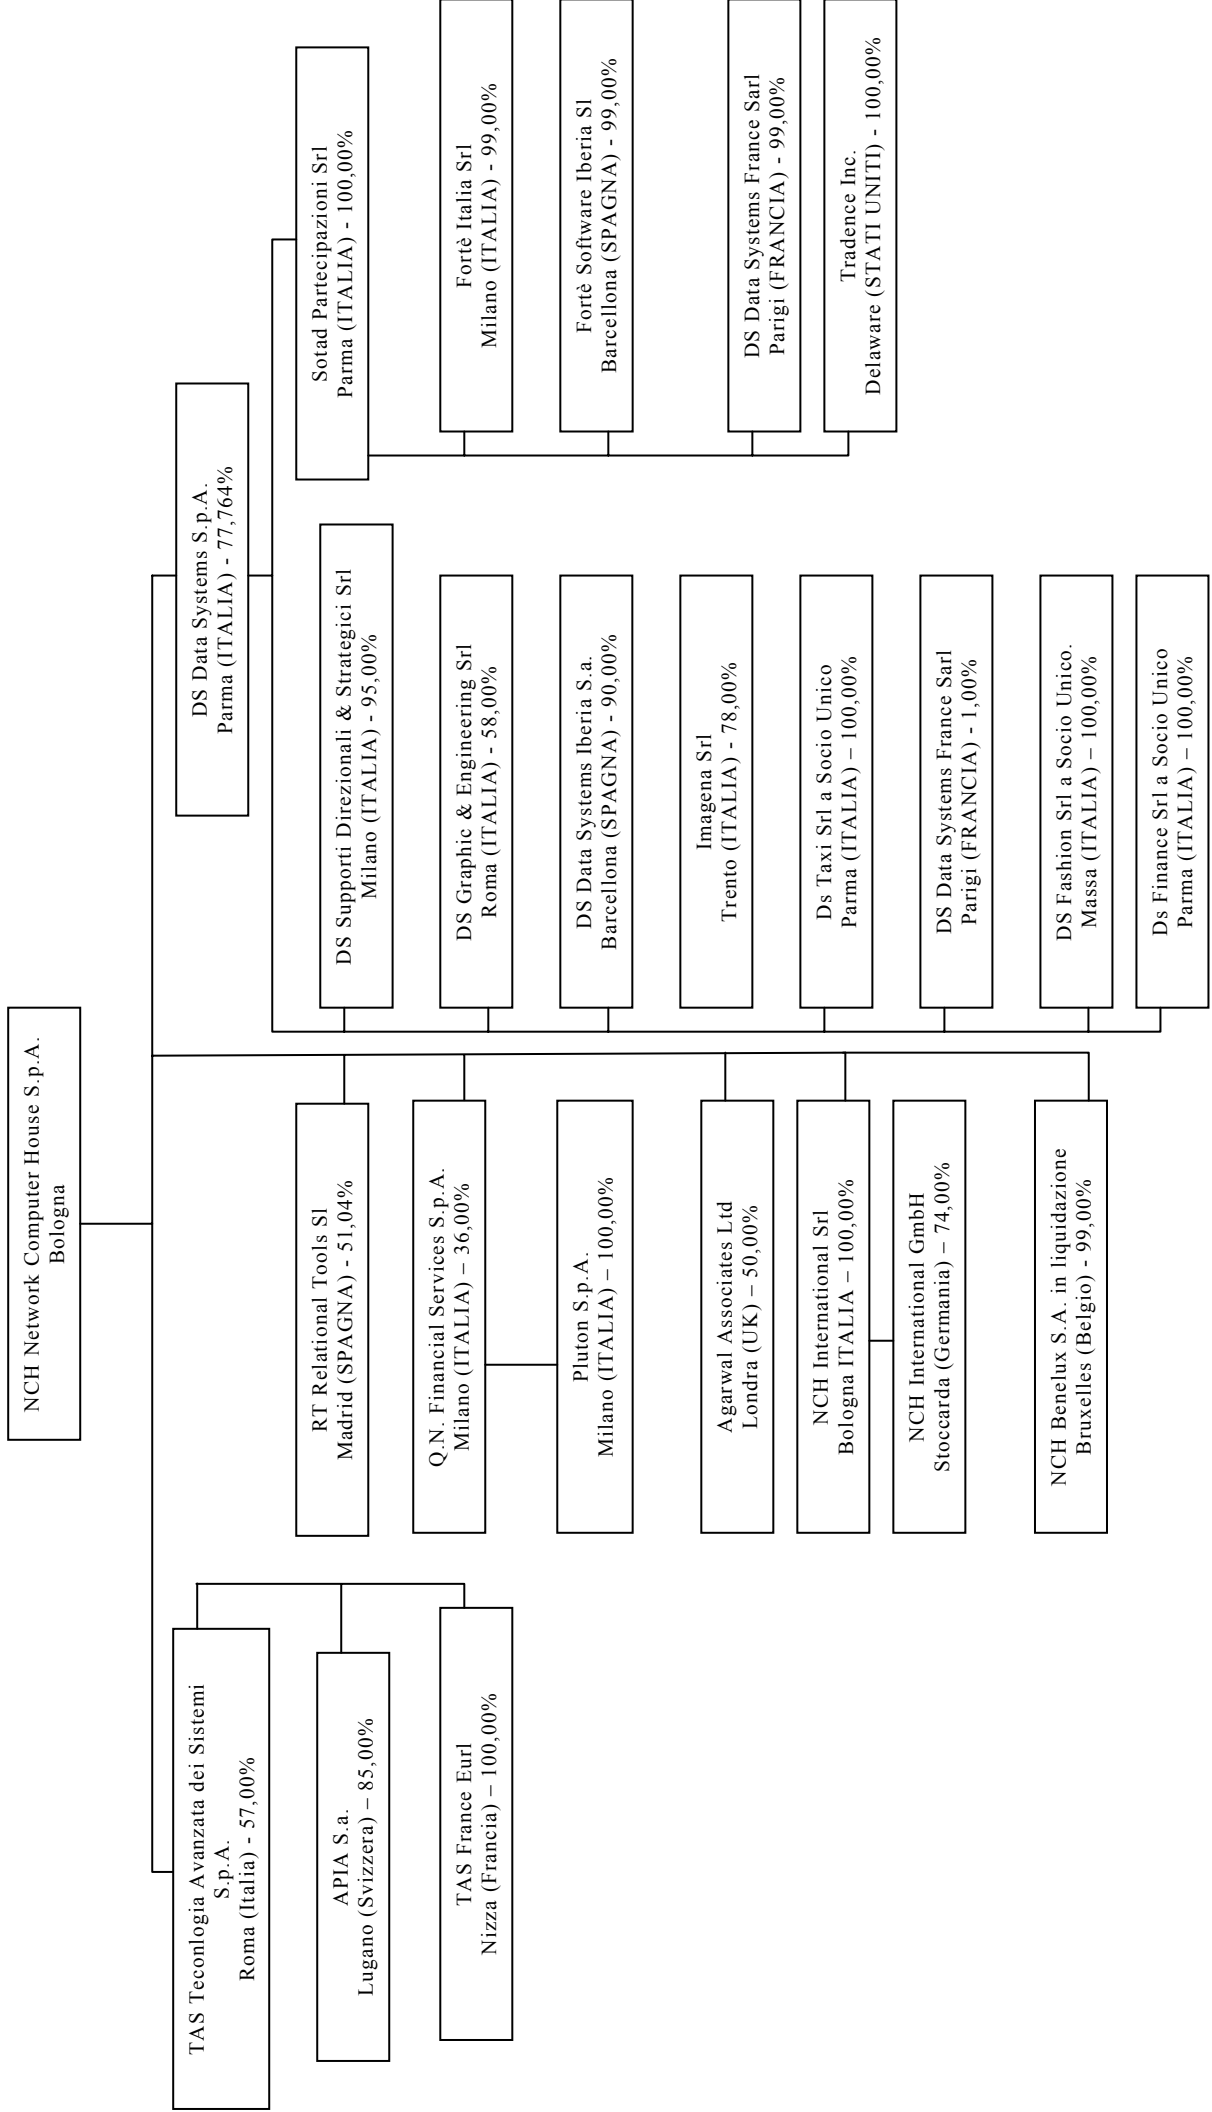 NCH Network Computer House S.p.A.
Bologna
TAS Teconlogia Avanzata dei Sistemi
S.p.A.
Roma (Italia) - 57,00%
APIA S.a.
Lugano (Svizzera) – 85,00%
TAS France Eurl
Nizza (Francia) – 100,00%
RT Relational Tools Sl
Madrid (SPAGNA) - 51,04%
Q.N. Financial Services S.p.A.
Milano (ITALIA) – 36,00%
Pluton S.p.A.
Milano (ITALIA) – 100,00%
Agarwal Associates Ltd
Londra (UK) – 50,00%
NCH International Srl
Bologna ITALIA – 100,00%
NCH International GmbH
Stoccarda (Germania) – 74,00%
NCH Benelux S.A. in liquidazione
Bruxelles (Belgio) - 99,00%
DS Data Systems S.p.A.
Parma (ITALIA) - 77,764%
DS Supporti Direzionali & Strategici Srl
Milano (ITALIA) - 95,00%
DS Graphic & Engineering Srl
Roma (ITALIA) - 58,00%
DS Data Systems Iberia S.a.
Barcellona (SPAGNA) - 90,00%
Imagena Srl
Trento (ITALIA) - 78,00%
Ds Taxi Srl a Socio Unico
Parma (ITALIA) – 100,00%
DS Data Systems France Sarl
Parigi (FRANCIA) - 1,00%
DS Fashion Srl a Socio Unico.
Massa (ITALIA) – 100,00%
Ds Finance Srl a Socio Unico
Parma (ITALIA) – 100,00%
Sotad Partecipazioni Srl
Parma (ITALIA) - 100,00%
Fortè Italia Srl
Milano (ITALIA) - 99,00%
Fortè Software Iberia Sl
Barcellona (SPAGNA) - 99,00%
DS Data Systems France Sarl
Parigi (FRANCIA) - 99,00%
Tradence Inc.
Delaware (STATI UNITI) - 100,00%